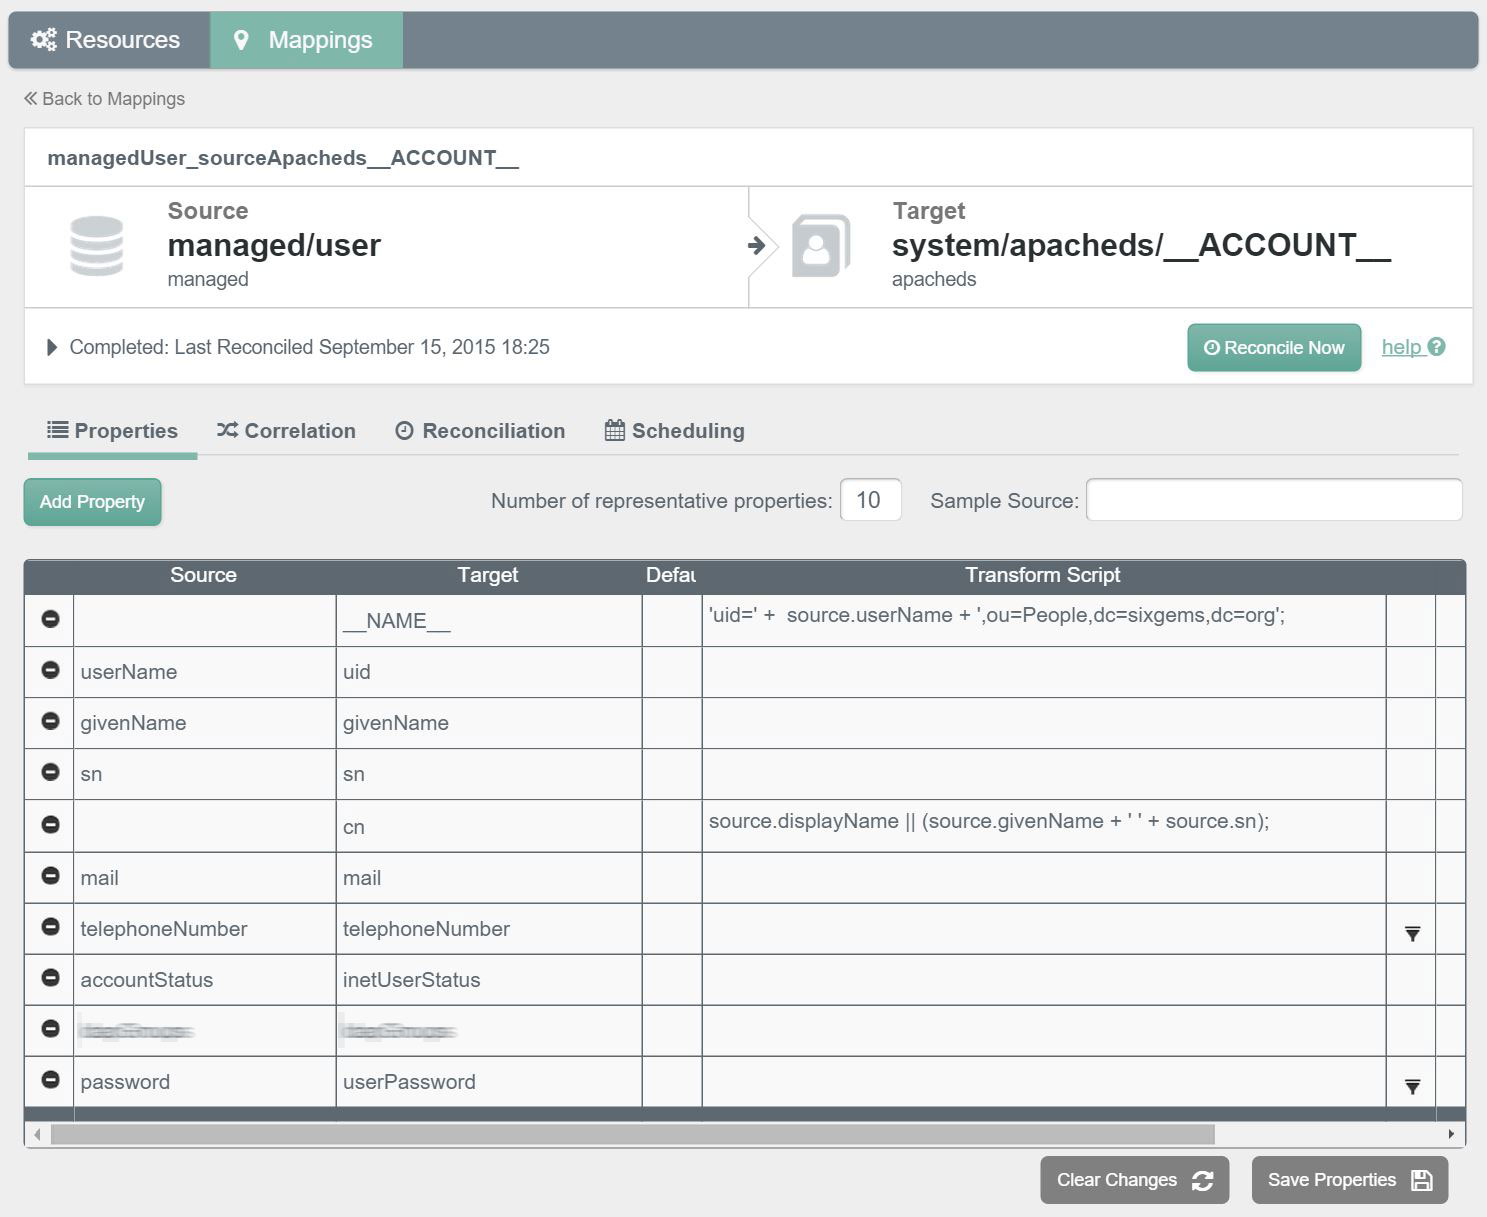 Resources Mappings
Back to Mappings
managedUser_sourceApacheds__ACCOUNT__
Source
managed/user
managed
Target
system/apacheds/__ACCOUNT__
apacheds
Completed: Last Reconciled September 15, 2015 18:25
Reconcile Now help
Properties Correlation Reconciliation Scheduling
Add Property Number of representative properties: 10 Sample Source:
Source Target Defau Transform Script
__NAME__ 'uid=' + source.userName + ',ou=People,dc=sixgems,dc=org';
userName uid
givenName givenName
sn sn
cn source.displayName || (source.givenName + ' ' + source.sn);
mail mail
telephoneNumber telephoneNumber
accountStatus inetUserStatus
password userPassword
Clear Changes Save Properties